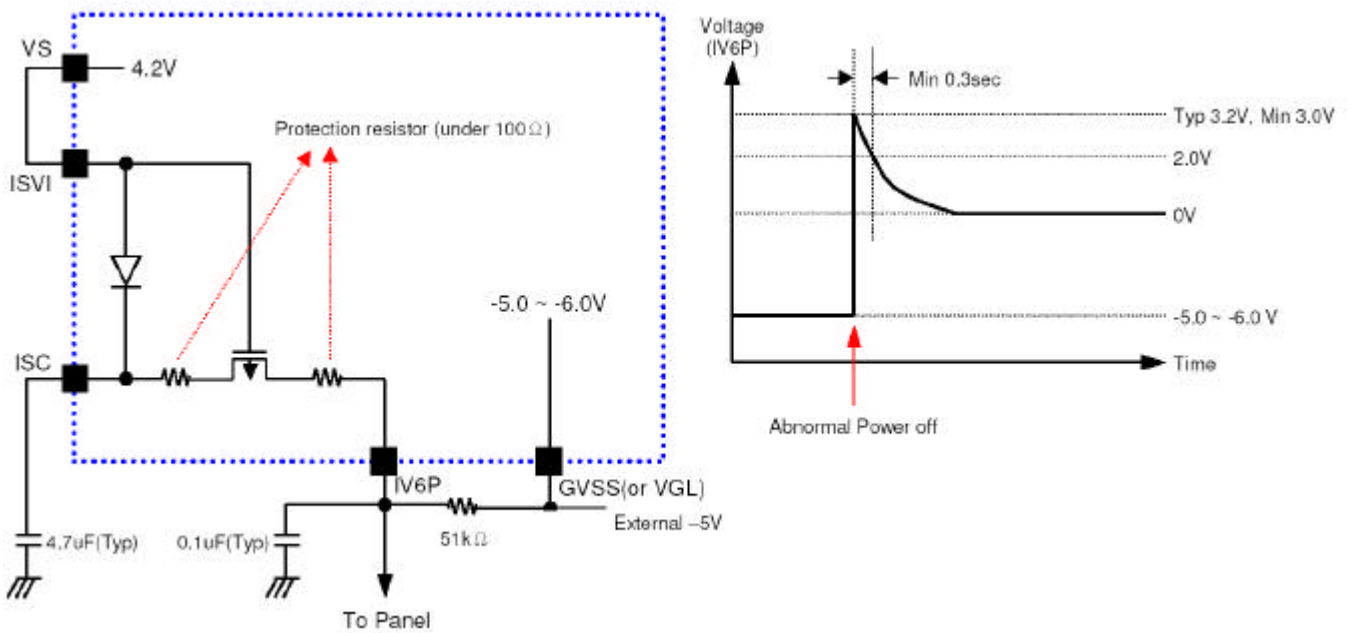 VS
4.2V
Protection resistor (under 100Ω)
ISVI
-5.0 ~ -6.0V
ISC
IV6P
GVSS(or VGL)
External –5V
4.7uF(Typ)
0.1uF(Typ)
51kΩ
To Panel
Voltage
(IV6P)
Min 0.3sec
Typ 3.2V, Min 3.0V
2.0V
0V
-5.0 ~ -6.0 V
Time
Abnormal Power off